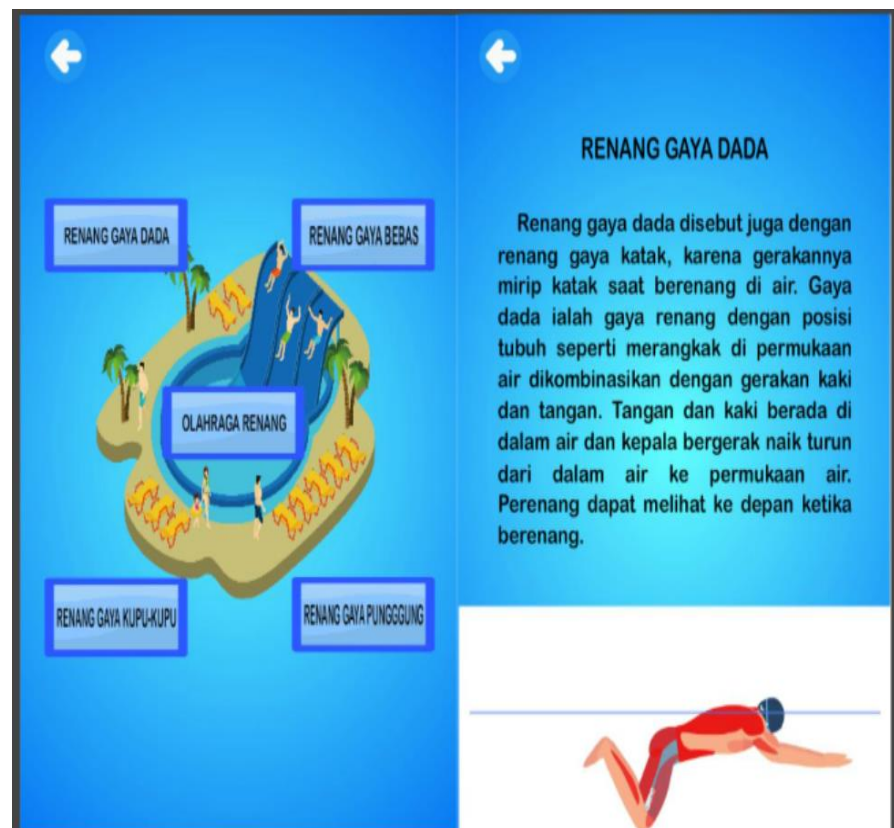 RENANG GAYA DADA
RENANG GAYA BEBAS
OLAHRAGA RENANG
RENANG GAYA KUPU-KUPU
RENANG GAYA PUNGGGUNG
RENANG GAYA DADA
Renang gaya dada disebut juga dengan
renang gaya katak, karena gerakannya
mirip katak saat berenang di air. Gaya
dada ialah gaya renang dengan posisi
tubuh seperti merangkak di permukaan
air dikombinasikan dengan gerakan kaki
dan tangan. Tangan dan kaki berada di
dalam air dan kepala bergerak naik turun
dari dalam air ke permukaan air.
Perenang dapat melihat ke depan ketika
berenang.